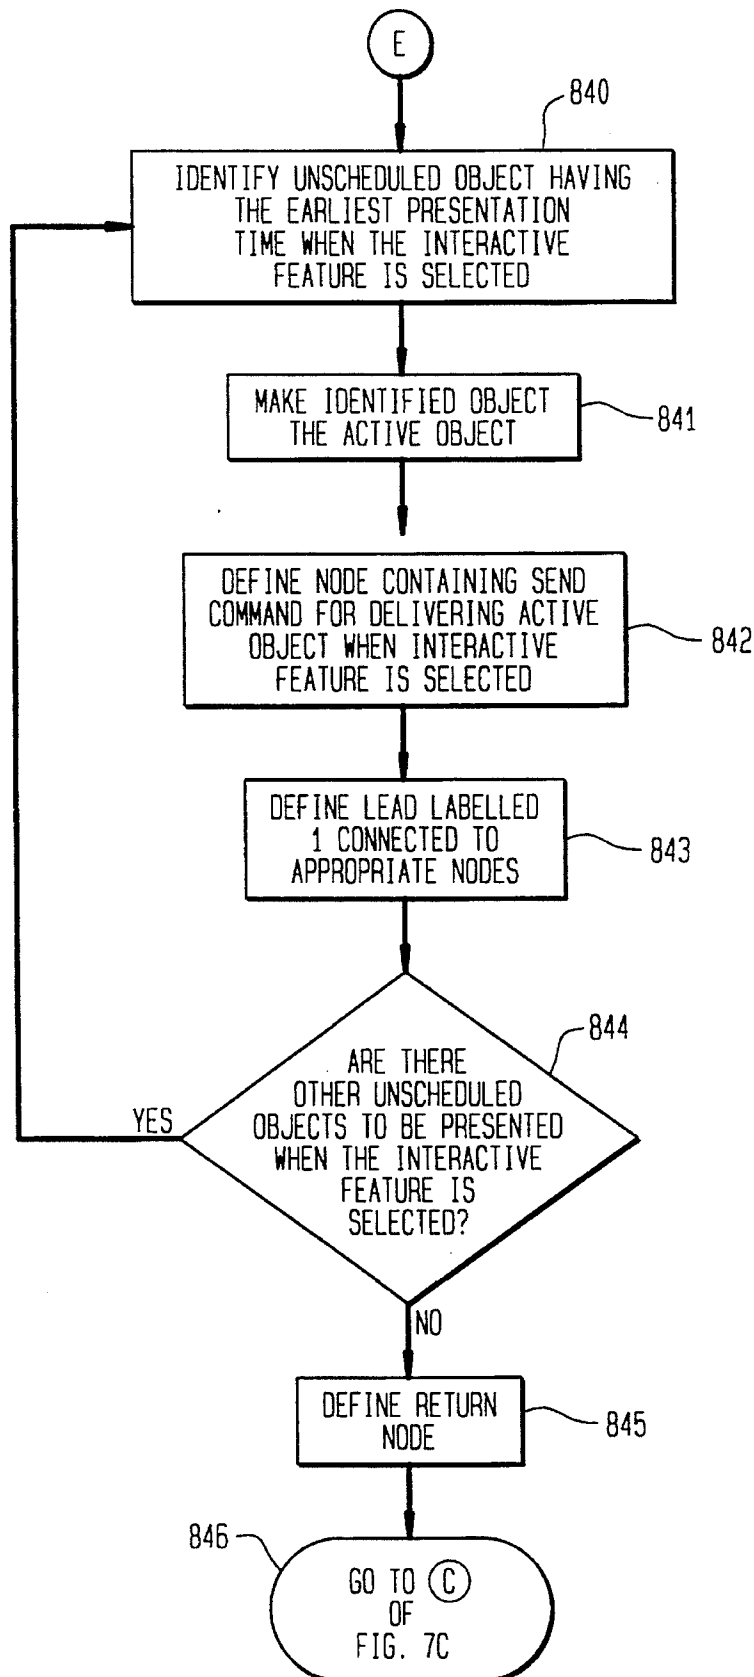 E
840
IDENTIFY UNSCHEDULED OBJECT HAVING
THE EARLIEST PRESENTATION
TIME WHEN THE INTERACTIVE
FEATURE IS SELECTED
MAKE IDENTIFIED OBJECT
THE ACTIVE OBJECT
841
DEFINE NODE CONTAINING SEND
COMMAND FOR DELIVERING ACTIVE
OBJECT WHEN INTERACTIVE
FEATURE IS SELECTED
842
DEFINE LEAD LABELLED
1 CONNECTED TO
APPROPRIATE NODES
843
844
ARE THERE
OTHER UNSCHEDULED
OBJECTS TO BE PRESENTED
WHEN THE INTERACTIVE
FEATURE IS
SELECTED?
YES
NO
DEFINE RETURN
NODE
845
846
GO TO C
OF
FIG. 7C